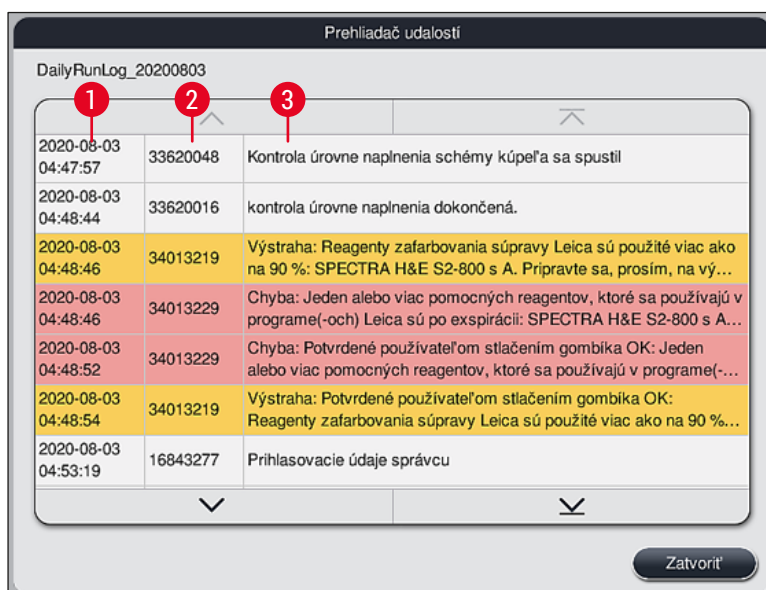 Prehliadač udalostí
DailyRunLog_20200803
1 2 3
2020-08-03
04:47:57
33620048
Kontrola úrovne naplnenia schémy kúpeľa sa spustil
2020-08-03
04:48:44
33620016
kontrola úrovne naplnenia dokončená.
2020-08-03
04:48:46
34013219
Výstraha: Reagenty zafarbovania súpravy Leica sú použité viac ako
na 90 %: SPECTRA H&E S2-800 s A. Pripravte sa, prosím, na vý…
2020-08-03
04:48:46
34013229
Chyba: Jeden alebo viac pomocných reagentov, ktoré sa používajú v
programe(-och) Leica sú po exspirácii: SPECTRA H&E S2-800 s A…
2020-08-03
04:48:52
34013229
Chyba: Potvrdené používateľom stlačením gombíka OK: Jeden
alebo viac pomocných reagentov, ktoré sa používajú v programe(-…
2020-08-03
04:48:54
34013219
Výstraha: Potvrdené používateľom stlačením gombíka OK:
Reagenty zafarbovania súpravy Leica sú použité viac ako na 90 %…
2020-08-03
04:53:19
16843277
Prihlasovacie údaje správcu
Zatvoriť